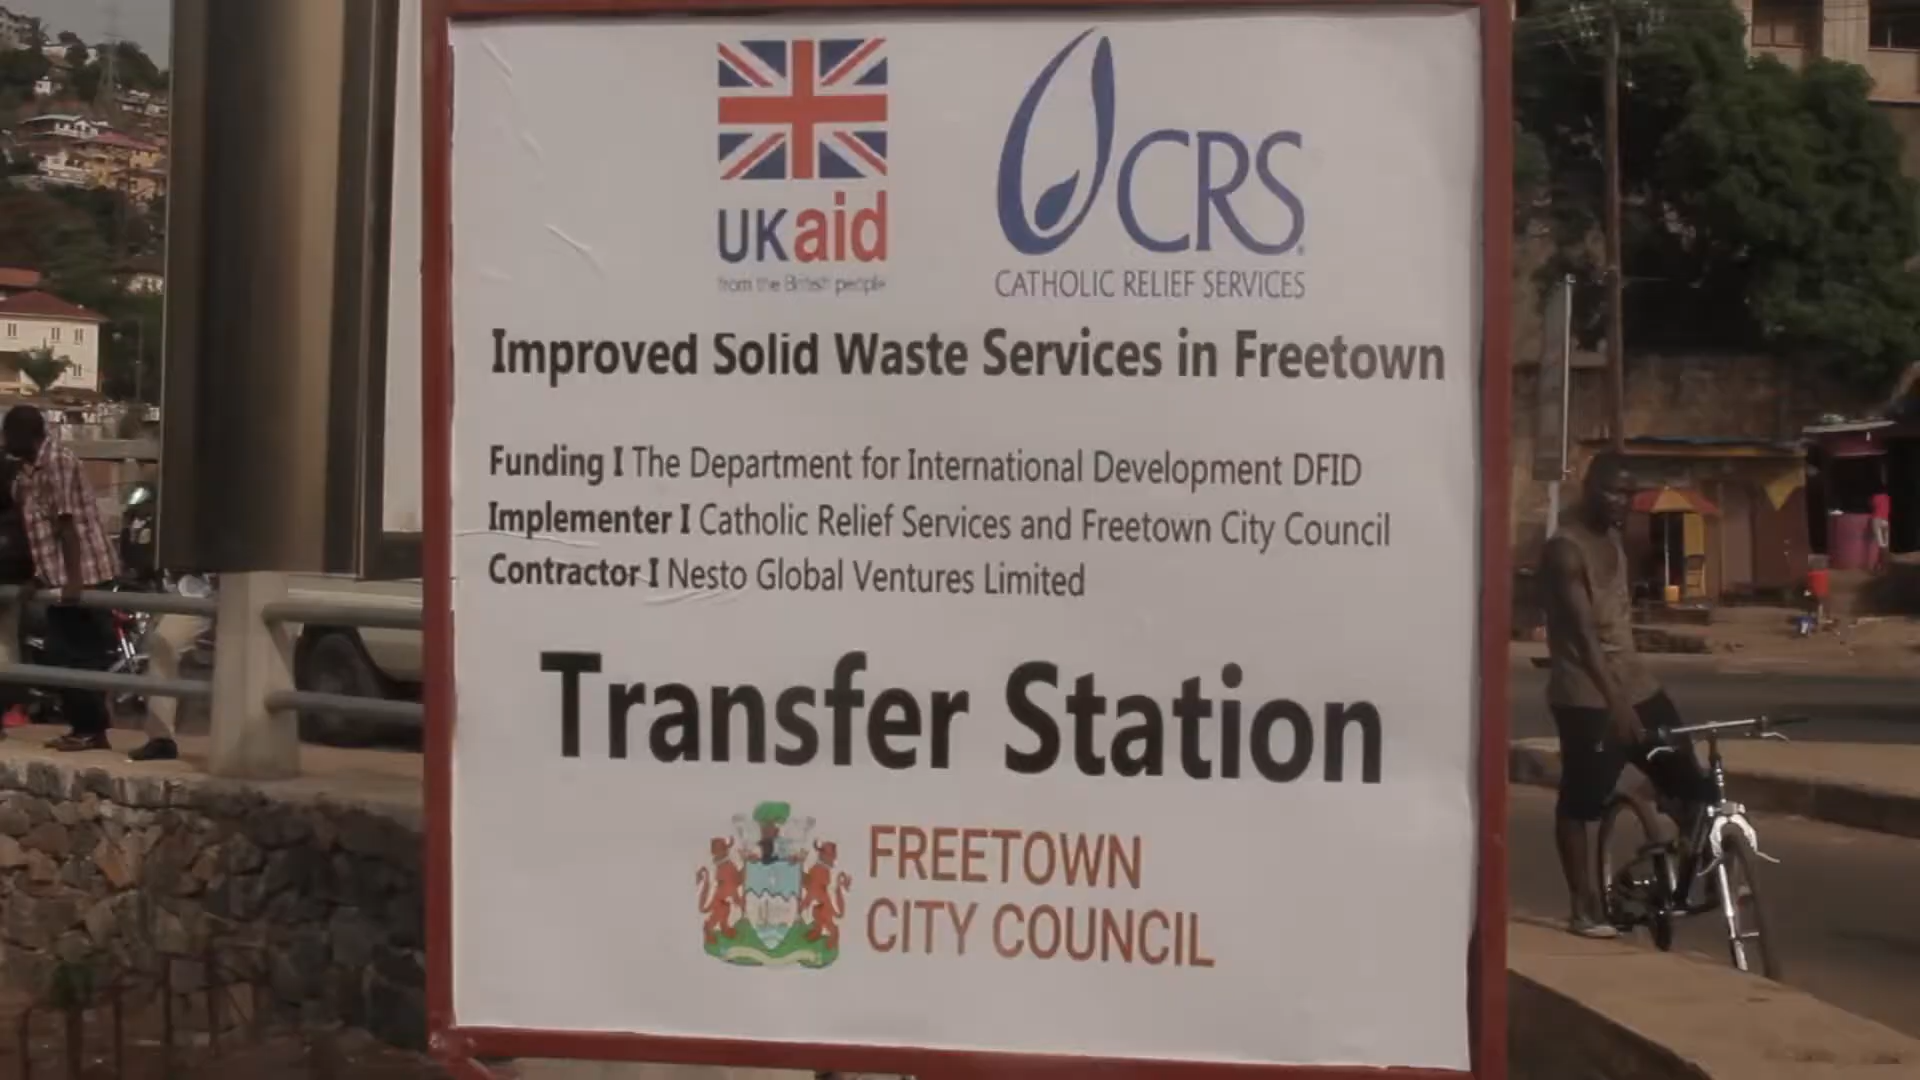 UKaid
from the British people
CRS
CATHOLIC RELIEF SERVICES
Improved Solid Waste Services in Freetown
Funding I The Department for International Development DFID
Implementer I Catholic Relief Services and Freetown City Council
Contractor I Nesto Global Ventures Limited
Transfer Station
FREETOWN
CITY COUNCIL